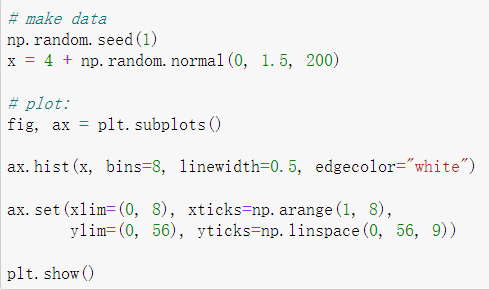 # make data
np.random.seed(1)
x = 4 + np.random.normal(0, 1.5, 200)

# plot:
fig, ax = plt.subplots()

ax.hist(x, bins=8, linewidth=0.5, edgecolor="white")

ax.set(xlim=(0, 8), xticks=np.arange(1, 8),
       ylim=(0, 56), yticks=np.linspace(0, 56, 9))

plt.show()